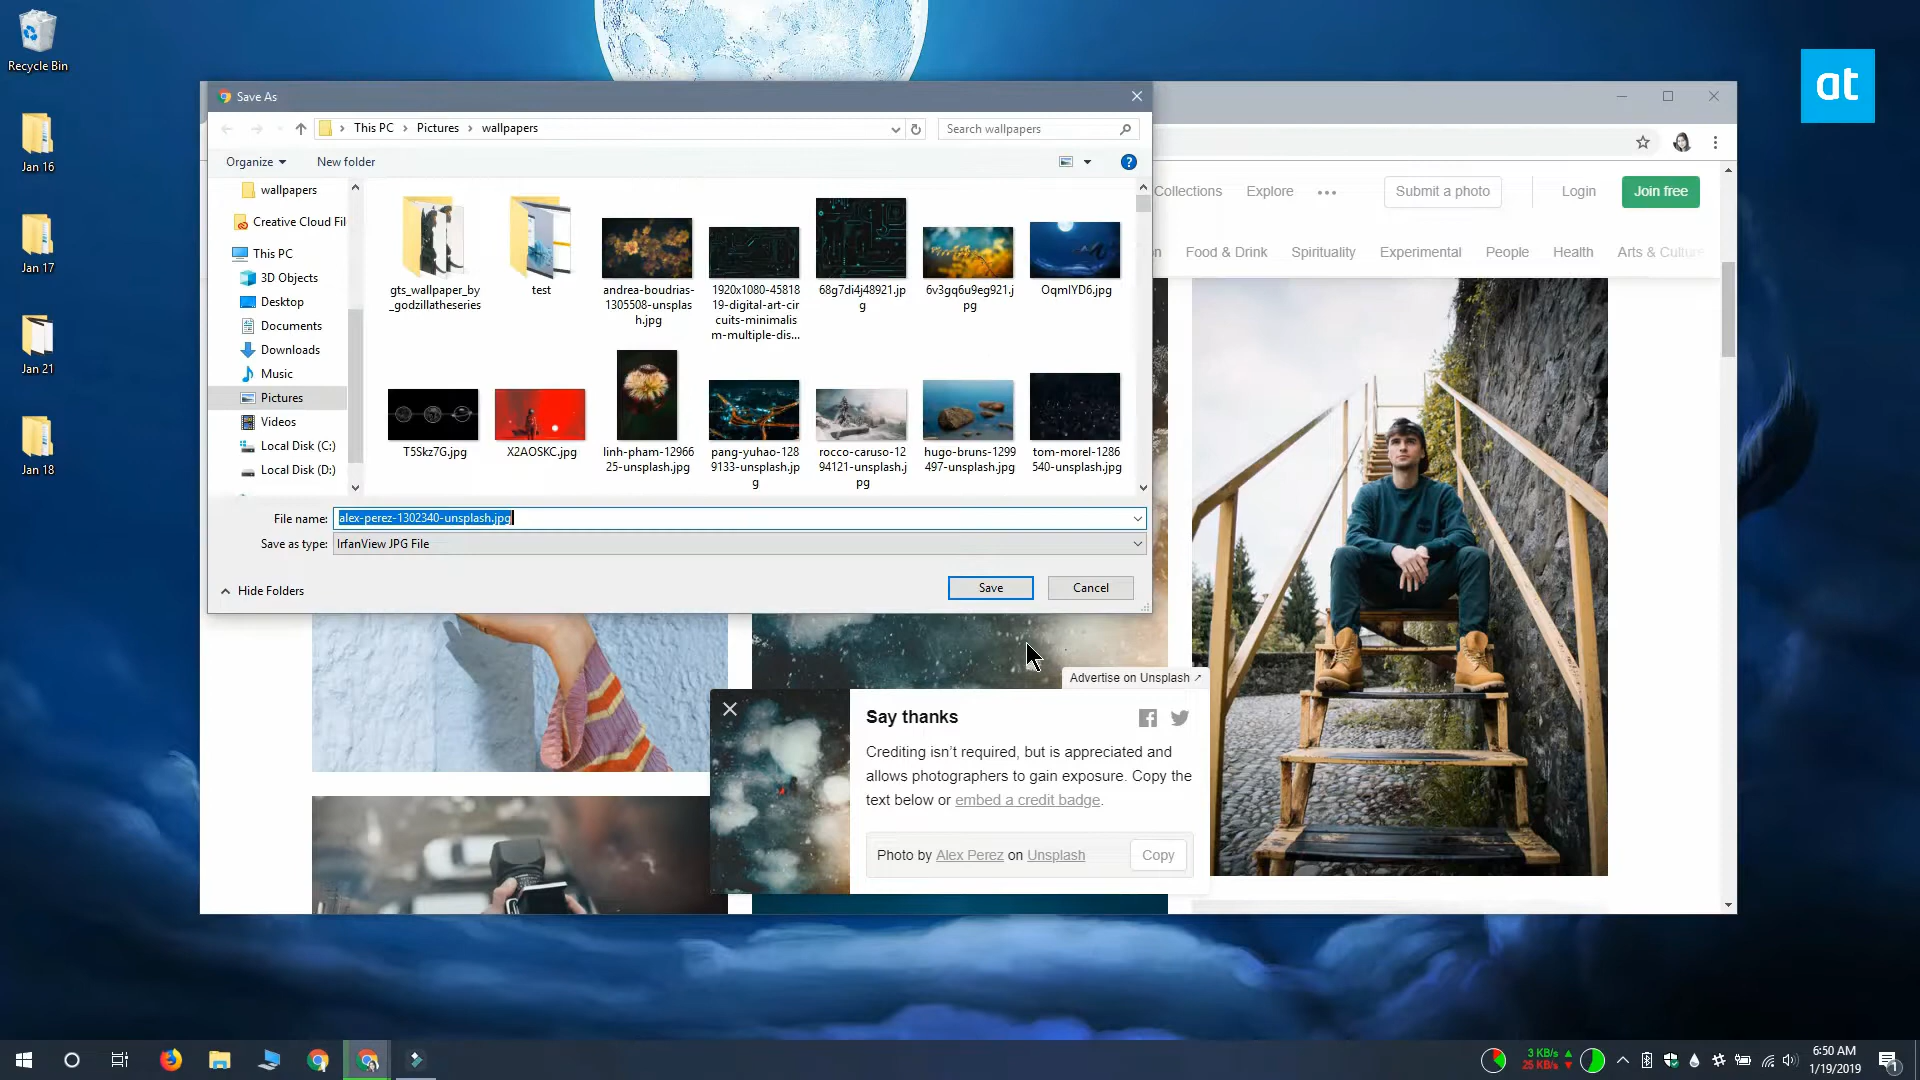 Recycle Bin
Jan 16
Jan 17
Jan 21
Jan 18
at
Save As
This PC
Pictures
wallpapers
Search wallpapers
Organize
New folder
wallpapers
Creative Cloud Fil
This PC
3D Objects
Desktop
Documents
Downloads
Music
Pictures
Videos
Local Disk (C:)
Local Disk (D:)
gts_wallpaper_by
_godzillatheseries
test
andrea-boudrias-
1305508-unsplas
h.jpg
1920x1080-45818
19-digital-art-cir
cuits-minimalis
m-multiple-dis...
68g7di4j48921.jp
g
6v3gq6u9eg921.j
pg
OqmlYD6.jpg
T5Skz7G.jpg
X2AOSKC.jpg
linh-pham-12966
25-unsplash.jpg
pang-yuhao-128
9133-unsplash.jp
g
rocco-caruso-12
94121-unsplash.j
pg
hugo-bruns-1299
497-unsplash.jpg
tom-morel-1286
540-unsplash.jpg
File name:
alex-perez-1302340-unsplash.jpg
Save as type:
IrfanView JPG File
Hide Folders
Save
Cancel
Collections
Explore
Submit a photo
Login
Join free
n
Food & Drink
Spirituality
Experimental
People
Health
Arts & Culture
Advertise on Unsplash ↗
Say thanks
Crediting isn't required, but is appreciated and
allows photographers to gain exposure. Copy the
text below or embed a credit badge.
Photo by Alex Perez on Unsplash
Copy
3 KB/s
25 KB/s
6:50 AM
1/19/2019
1